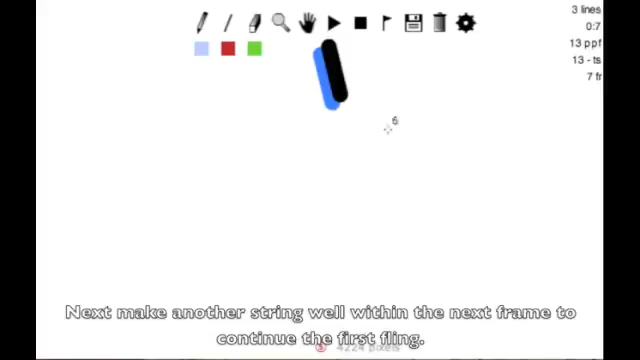 3 lines
0:7
13 ppf
13 - ts
7 fr
6
Next make another string well within the next frame to
continue the first fling.
4224 pixels